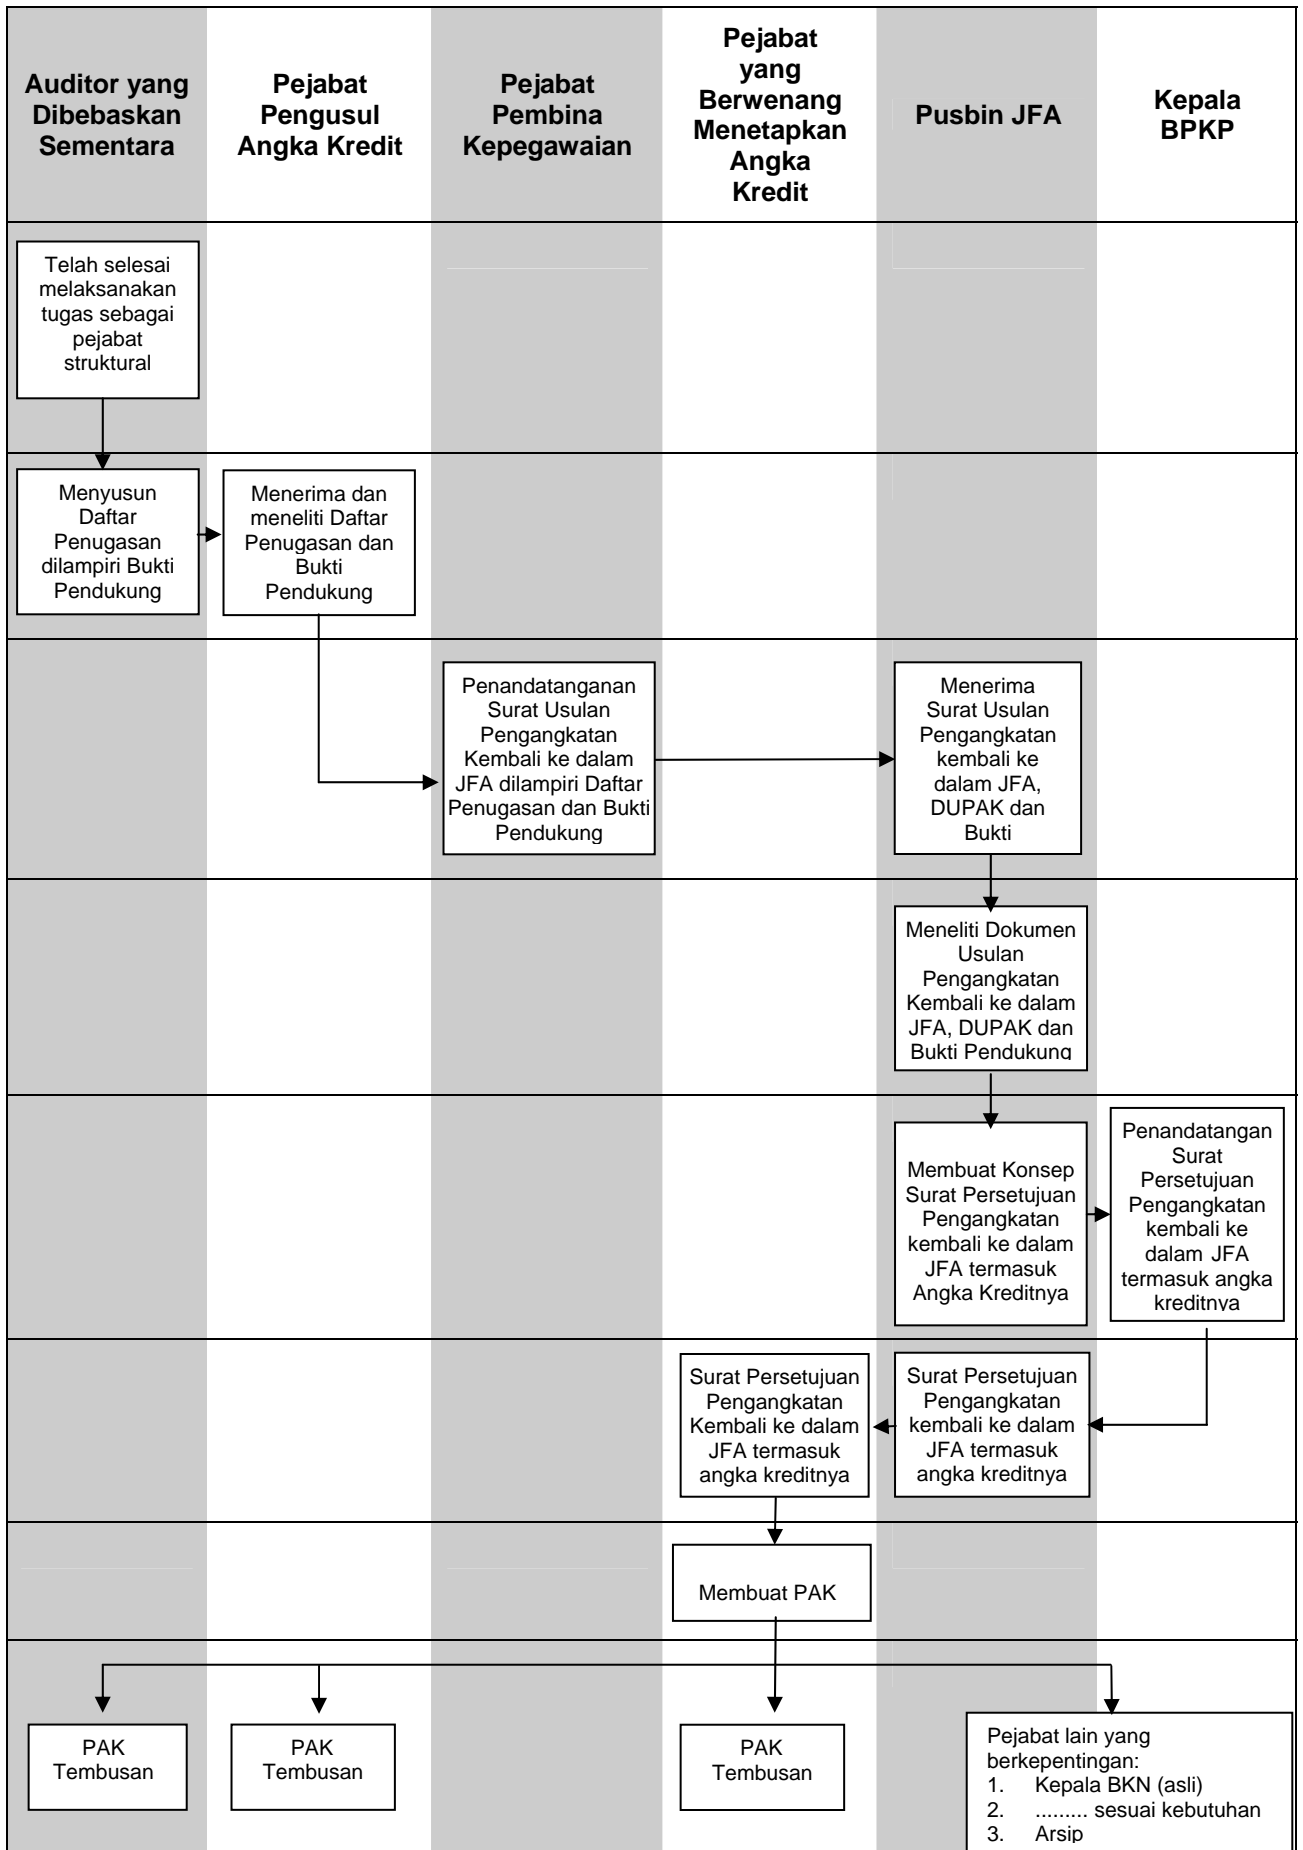 Auditor yang
Dibebaskan
Sementara
Pejabat
Pengusul
Angka Kredit
Pejabat
Pembina
Kepegawaian
Pejabat
yang
Berwenang
Menetapkan
Angka
Kredit
Pusbin JFA
Kepala
BPKP
Telah selesai
melaksanakan
tugas sebagai
pejabat
struktural
Menyusun
Daftar
Penugasan
dilampiri Bukti
Pendukung
Menerima dan
meneliti Daftar
Penugasan dan
Bukti
Pendukung
Penandatanganan
Surat Usulan
Pengangkatan
Kembali ke dalam
JFA dilampiri Daftar
Penugasan dan Bukti
Pendukung
Menerima
Surat Usulan
Pengangkatan
kembali ke
dalam JFA,
DUPAK dan
Bukti
Meneliti Dokumen
Usulan
Pengangkatan
Kembali ke dalam
JFA, DUPAK dan
Bukti Pendukung
Membuat Konsep
Surat Persetujuan
Pengangkatan
kembali ke dalam
JFA termasuk
Angka Kreditnya
Penandatangan
Surat
Persetujuan
Pengangkatan
kembali ke
dalam JFA
termasuk angka
kreditnya
Surat Persetujuan
Pengangkatan
Kembali ke dalam
JFA termasuk
angka kreditnya
Surat Persetujuan
Pengangkatan
kembali ke dalam
JFA termasuk
angka kreditnya
Membuat PAK
PAK
Tembusan
PAK
Tembusan
PAK
Tembusan
Pejabat lain yang
berkepentingan:
1. Kepala BKN (asli)
2. ......... sesuai kebutuhan
3. Arsip